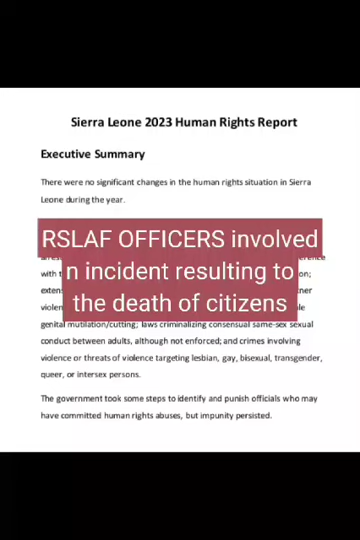 Sierra Leone 2023 Human Rights Report
Executive Summary
There were no significant changes in the human rights situation in Sierra
Leone during the year.
RSLAF OFFICERS involved
n incident resulting to
the death of citizens
with
violen
genital mutilation/cutting; laws criminalizing consensual same-sex sexual
conduct between adults, although not enforced; and crimes involving
violence or threats of violence targeting lesbian, gay, bisexual, transgender,
queer, or intersex persons.
The government took some steps to identify and punish officials who may
have committed human rights abuses, but impunity persisted.